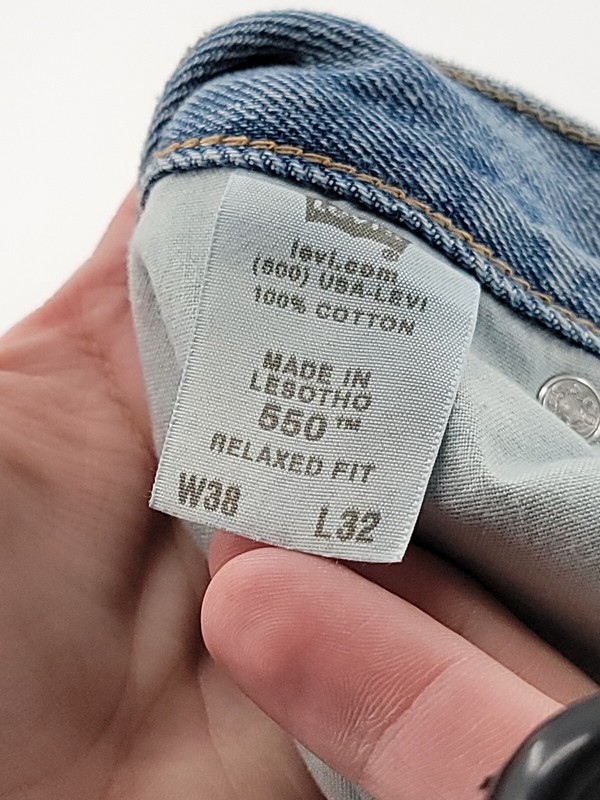 levi.com
(800) USA-LEVI
100% COTTON
MADE IN
LESOTHO
550™
RELAXED FIT
W38 L32